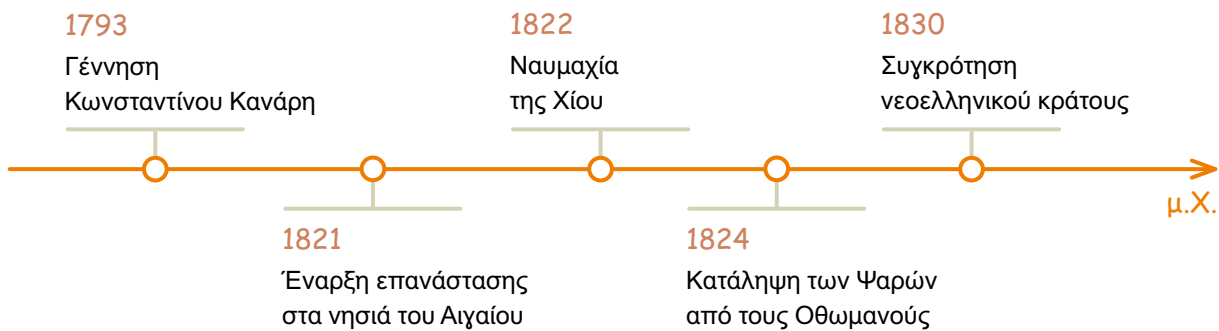 1793
Γέννηση
Κωνσταντίνου Κανάρη
1822
Ναυμαχία
της Χίου
1830
Συγκρότηση
νεοελληνικού κράτους
μ.Χ.
1821
Έναρξη επανάστασης
στα νησιά του Αιγαίου
1824
Κατάληψη των Ψαρών
από τους Οθωμανούς